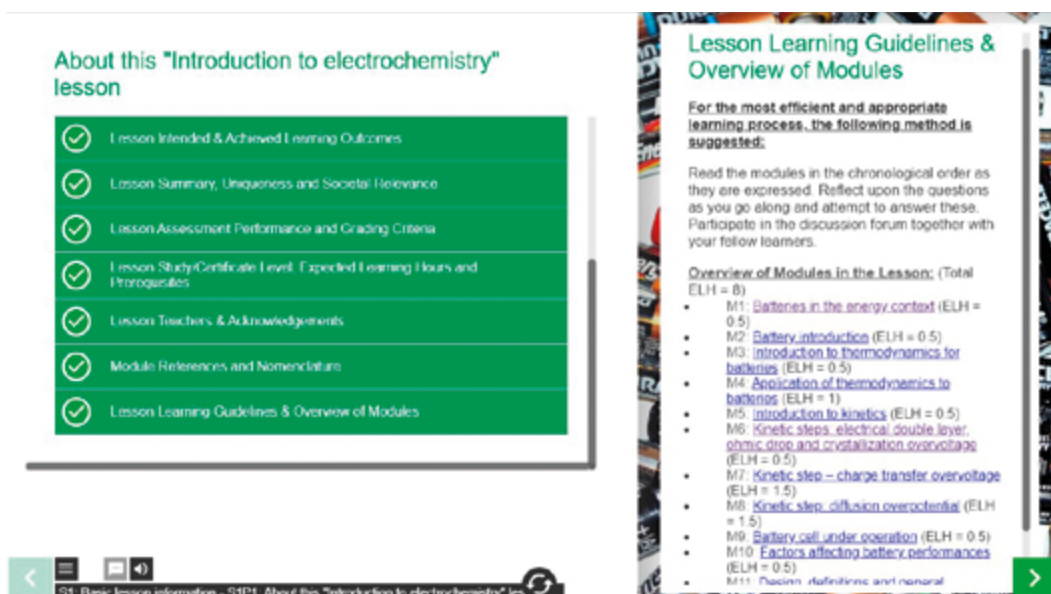 About this "Introduction to electrochemistry"
lesson
Lesson Intended & Achieved Learning Outcomes
Lesson Summary, Uniqueness and Societal Relevance
Lesson Assessment Performance and Grading Criteria
Lesson Study/Certificate Level, Expected Learning Hours and
Prerequisites
Lesson Teachers & Acknowledgements
Module References and Nomenclature
Lesson Learning Guidelines & Overview of Modules
S1: Basic lesson information - S1P1. About this "Introduction to electrochemistry" les
Lesson Learning Guidelines &
Overview of Modules
For the most efficient and appropriate
learning process, the following method is
suggested:
Read the modules in the chronological order as
they are expressed. Reflect upon the questions
as you go along and attempt to answer these.
Participate in the discussion forum together with
your fellow learners.
Overview of Modules in the Lesson: (Total
ELH = 8)
M1: Batteries in the energy context (ELH =
0.5)
M2: Battery introduction (ELH = 0.5)
M3: Introduction to thermodynamics for
batteries (ELH = 0.5)
M4: Application of thermodynamics to
batteries (ELH = 1)
M5: Introduction to kinetics (ELH = 0.5)
M6: Kinetic steps: electrical double layer,
ohmic drop and crystallization overvoltage
(ELH = 0.5)
M7: Kinetic step – charge transfer overvoltage
(ELH = 1.5)
M8: Kinetic step: diffusion overpotential (ELH
= 1.5)
M9: Battery cell under operation (ELH = 0.5)
M10: Factors affecting battery performances
(ELH = 0.5)
M11: Design, definitions and general